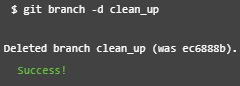 $ git branch -d clean_up
Deleted branch clean_up (was ec6888b).
Success!